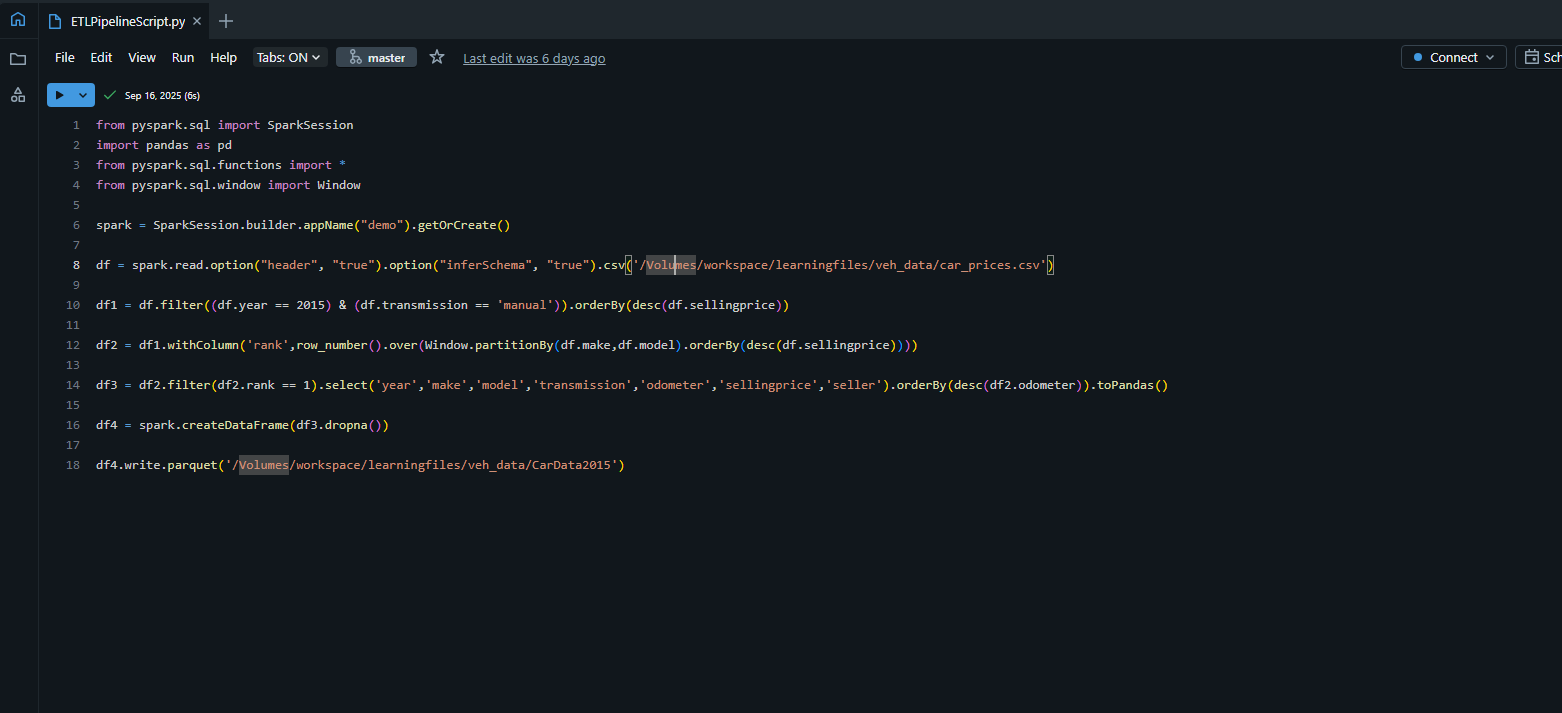 ETLPipelineScript.py
File Edit View Run Help Tabs: ON master Last edit was 6 days ago Connect Sch
Sep 16, 2025 (6s)
1 from pyspark.sql import SparkSession
2 import pandas as pd
3 from pyspark.sql.functions import *
4 from pyspark.sql.window import Window
5
6 spark = SparkSession.builder.appName("demo").getOrCreate()
7
8 df = spark.read.option("header", "true").option("inferSchema", "true").csv('/Volumes/workspace/learningfiles/veh_data/car_prices.csv')
9
10 df1 = df.filter((df.year == 2015) & (df.transmission == 'manual')).orderBy(desc(df.sellingprice))
11
12 df2 = df1.withColumn('rank',row_number().over(Window.partitionBy(df.make,df.model).orderBy(desc(df.sellingprice))))
13
14 df3 = df2.filter(df2.rank == 1).select('year','make','model','transmission','odometer','sellingprice','seller').orderBy(desc(df2.odometer)).toPandas()
15
16 df4 = spark.createDataFrame(df3.dropna())
17
18 df4.write.parquet('/Volumes/workspace/learningfiles/veh_data/CarData2015')